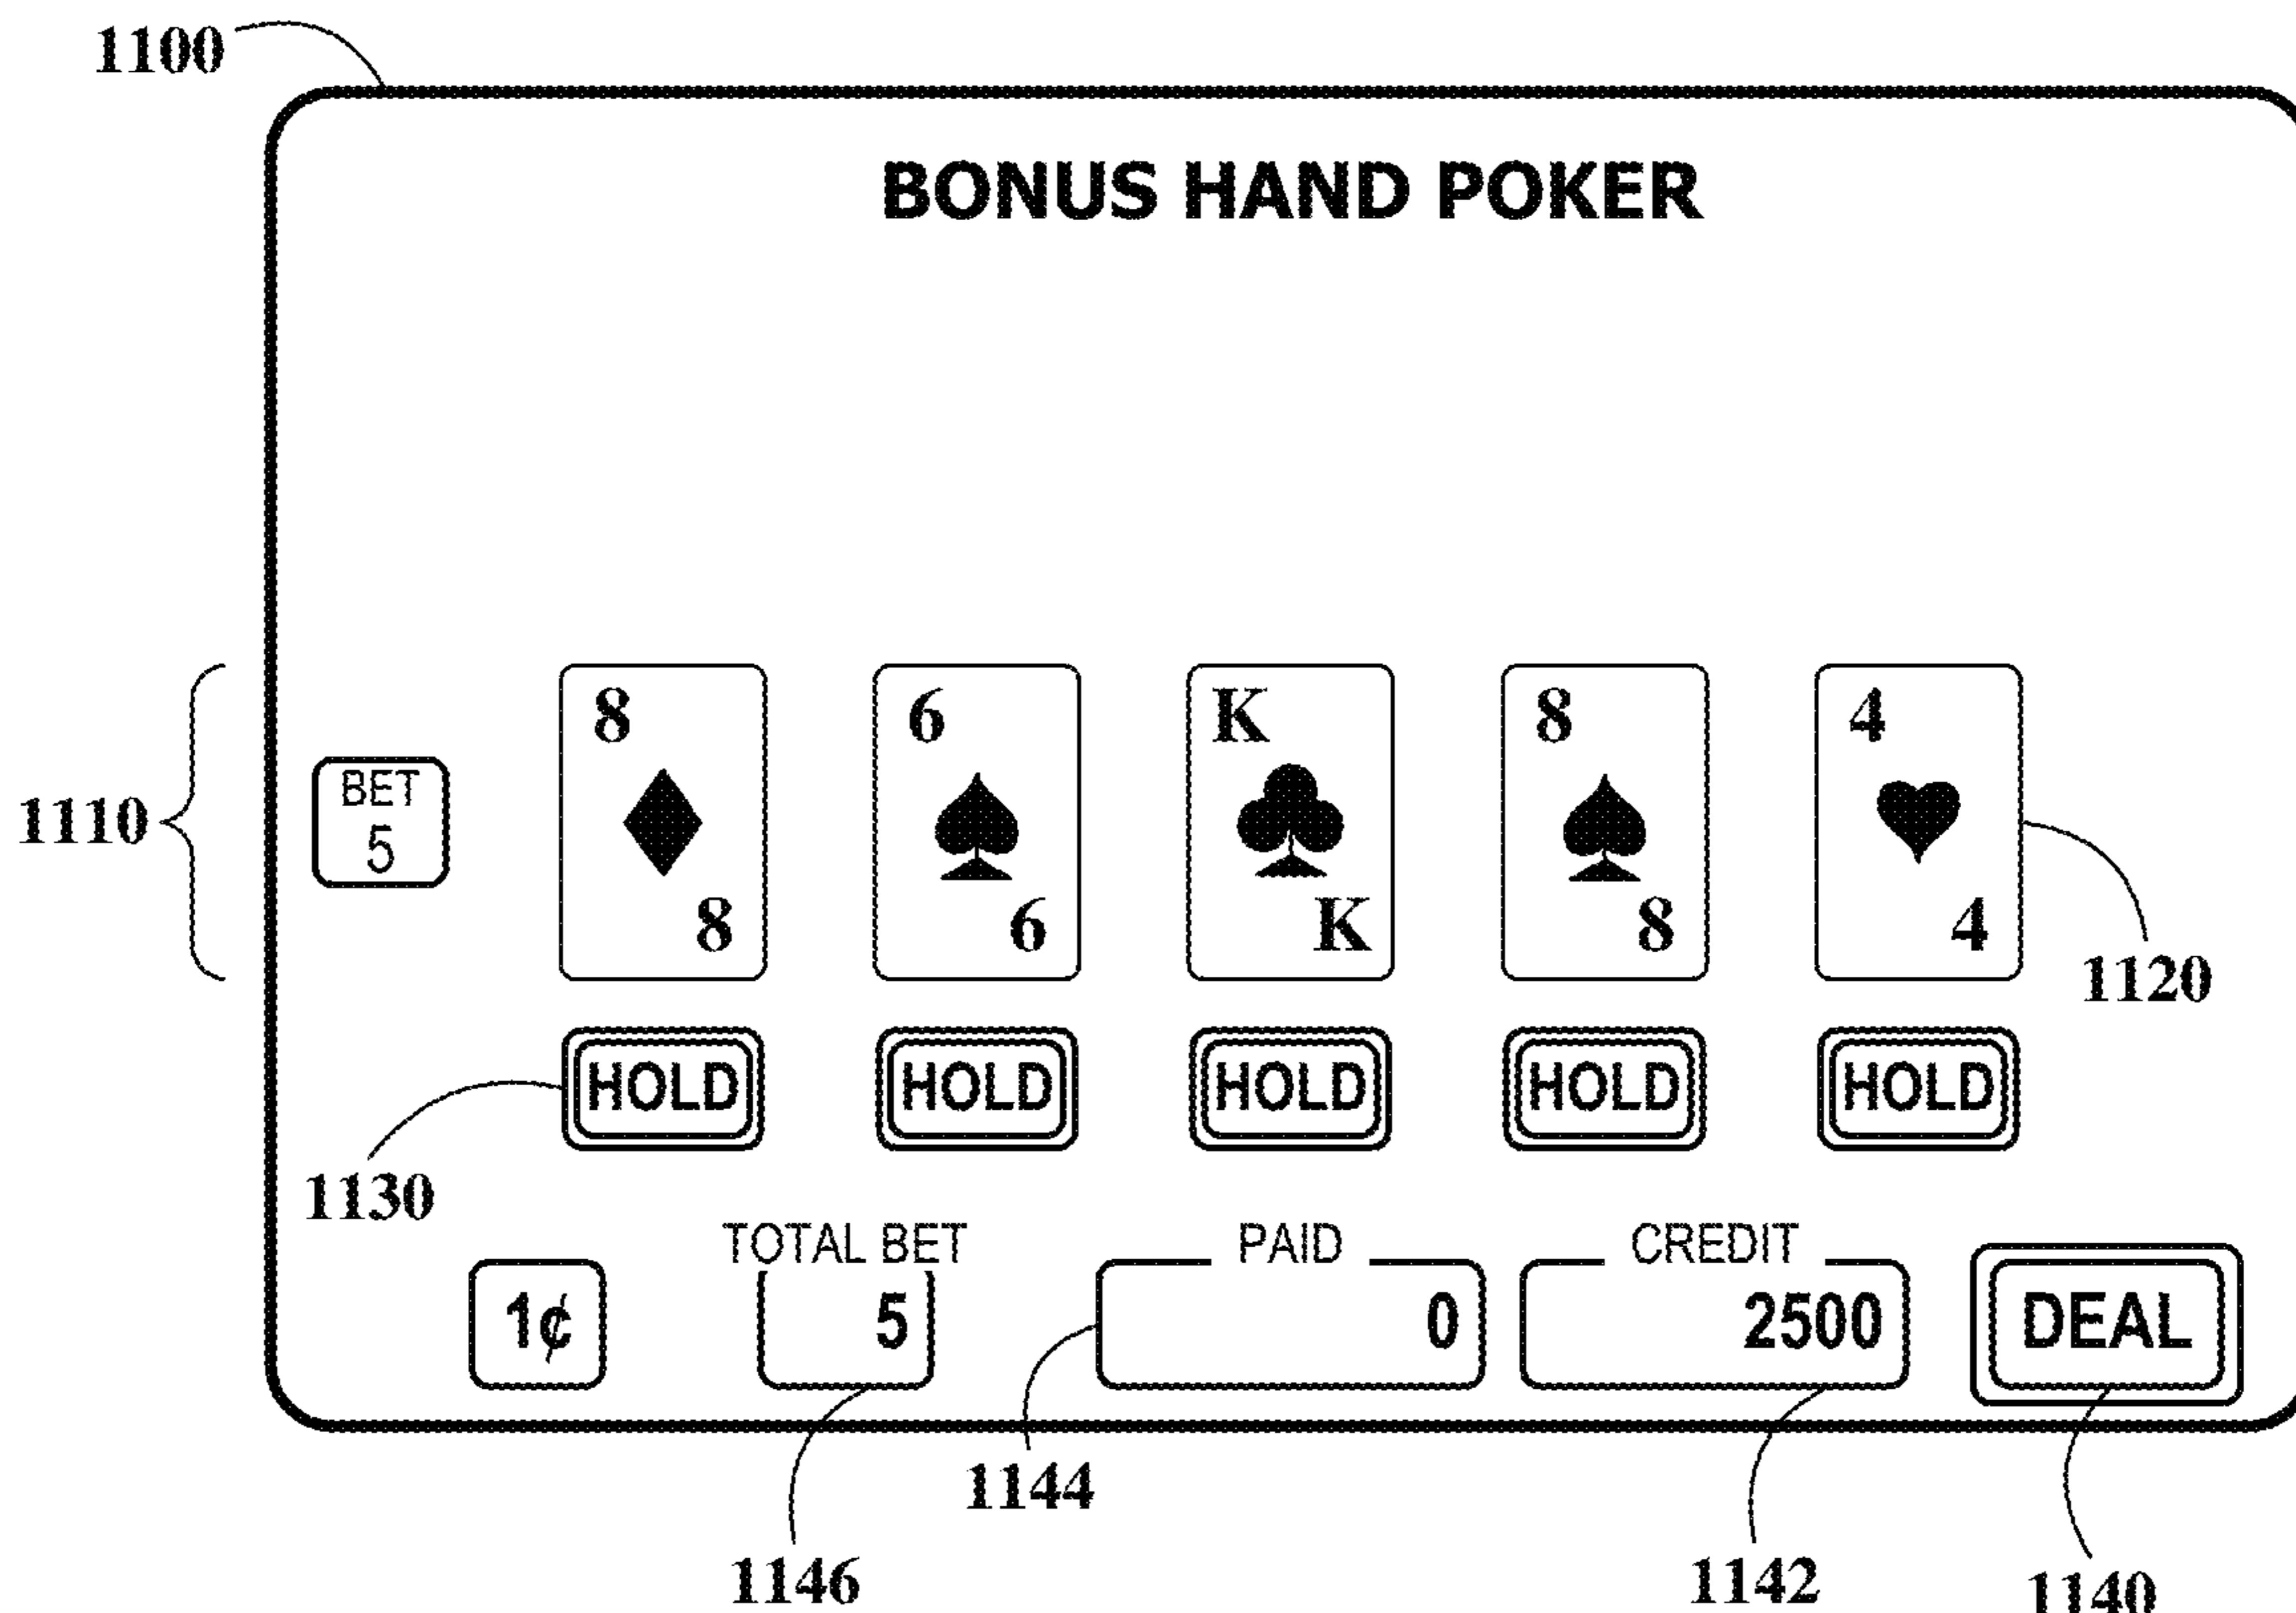 1100
BONUS HAND POKER
8 6 K 8 4
BET
5
1110
8 6 K 8 4
1120
HOLD HOLD HOLD HOLD HOLD
1130
TOTAL BET PAID CREDIT
1¢ 5 0 2500 DEAL
1144
1146 1142 1140